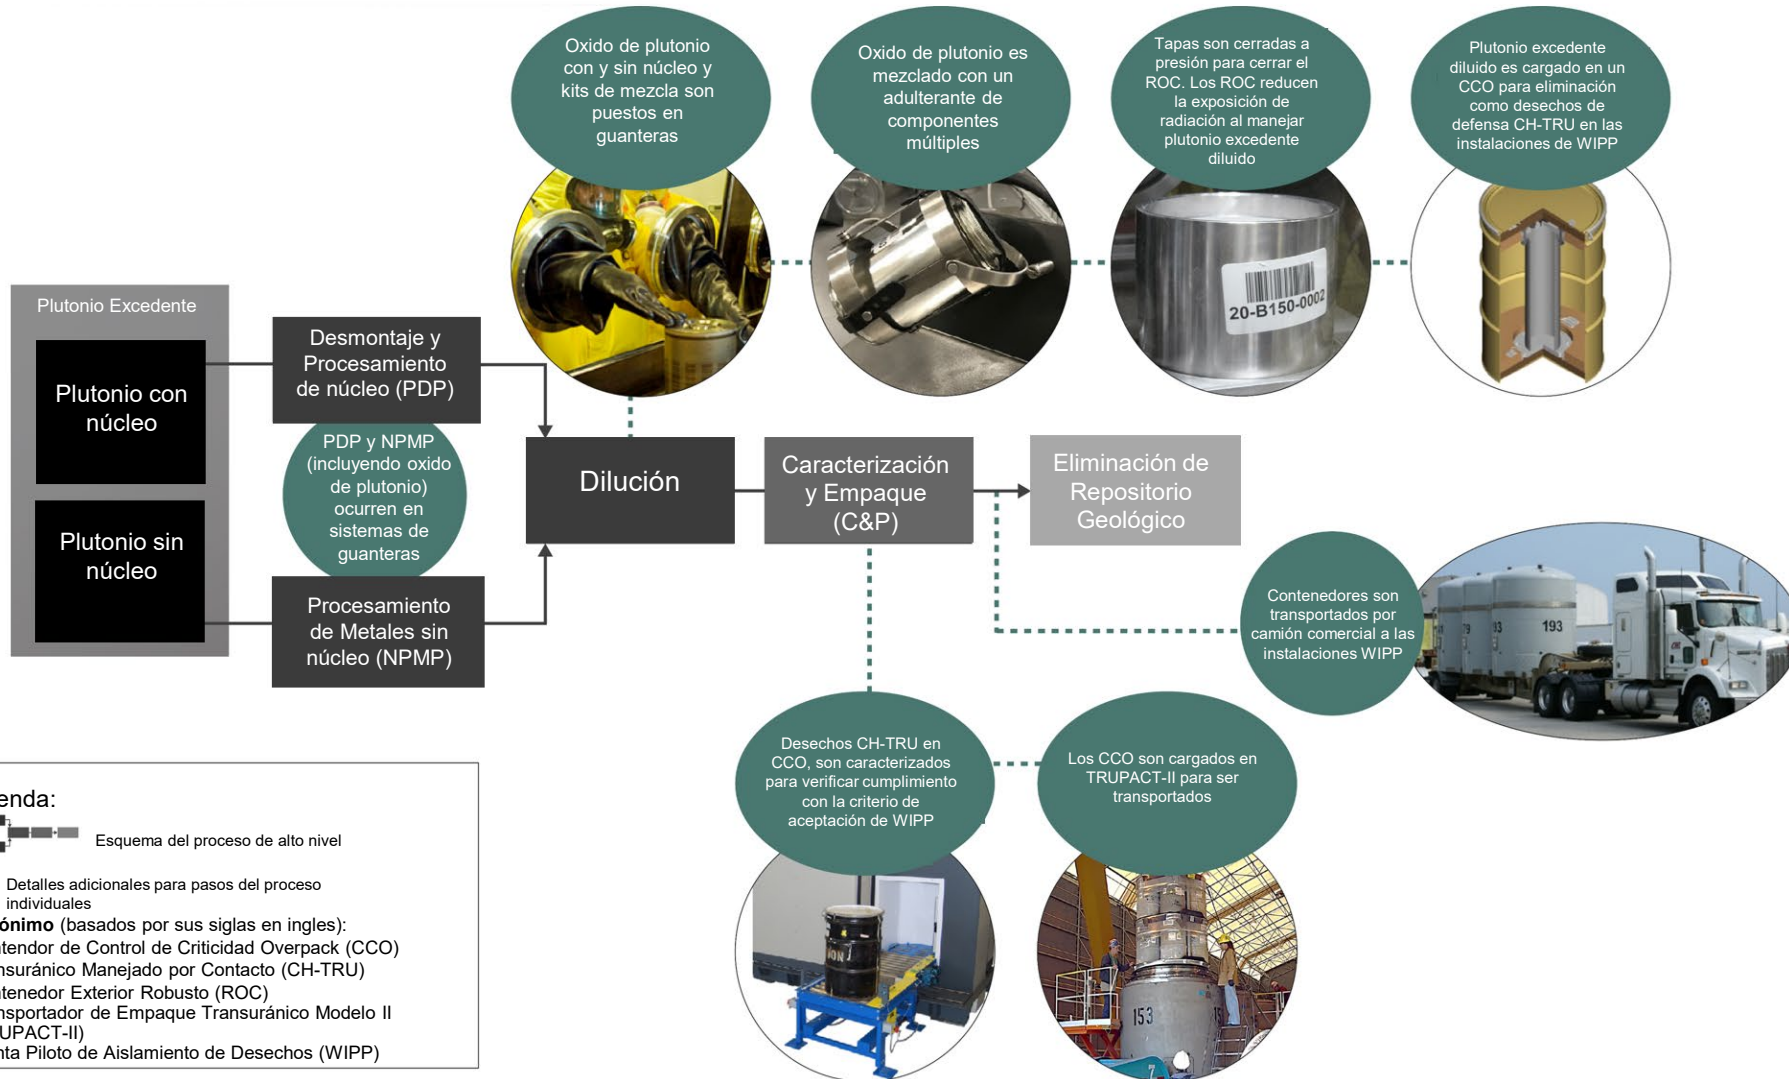 Oxido de plutonio
con y sin núcleo y
kits de mezcla son
puestos en
guanteras
Oxido de plutonio es
mezclado con un
adulterante de
componentes
múltiples
Tapas son cerradas a
presión para cerrar el
ROC. Los ROC reducen
la exposición de
radiación al manejar
plutonio excedente
diluido
Plutonio excedente
diluido es cargado en un
CCO para eliminación
como desechos de
defensa CH-TRU en las
instalaciones de WIPP
20-B150-0002
Plutonio Excedente
Plutonio con
núcleo
Plutonio sin
núcleo
Desmontaje y
Procesamiento
de núcleo (PDP)
PDP y NPMP
(incluyendo oxido
de plutonio)
ocurren en
sistemas de
guanteras
Procesamiento
de Metales sin
núcleo (NPMP)
Dilución
Caracterización
y Empaque
(C&P)
Eliminación de
Repositorio
Geológico
Contenedores son
transportados por
camión comercial a las
instalaciones WIPP
93
193
Desechos CH-TRU en
CCO, son caracterizados
para verificar cumplimiento
con la criterio de
aceptación de WIPP
Los CCO son cargados en
TRUPACT-II para ser
transportados
153
7
enda:
Esquema del proceso de alto nivel
Detalles adicionales para pasos del proceso
individuales
ónimo (basados por sus siglas en ingles):
ntendor de Control de Criticidad Overpack (CCO)
nsuránico Manejado por Contacto (CH-TRU)
ntenedor Exterior Robusto (ROC)
nsportador de Empaque Transuránico Modelo II
UPACT-II)
nta Piloto de Aislamiento de Desechos (WIPP)